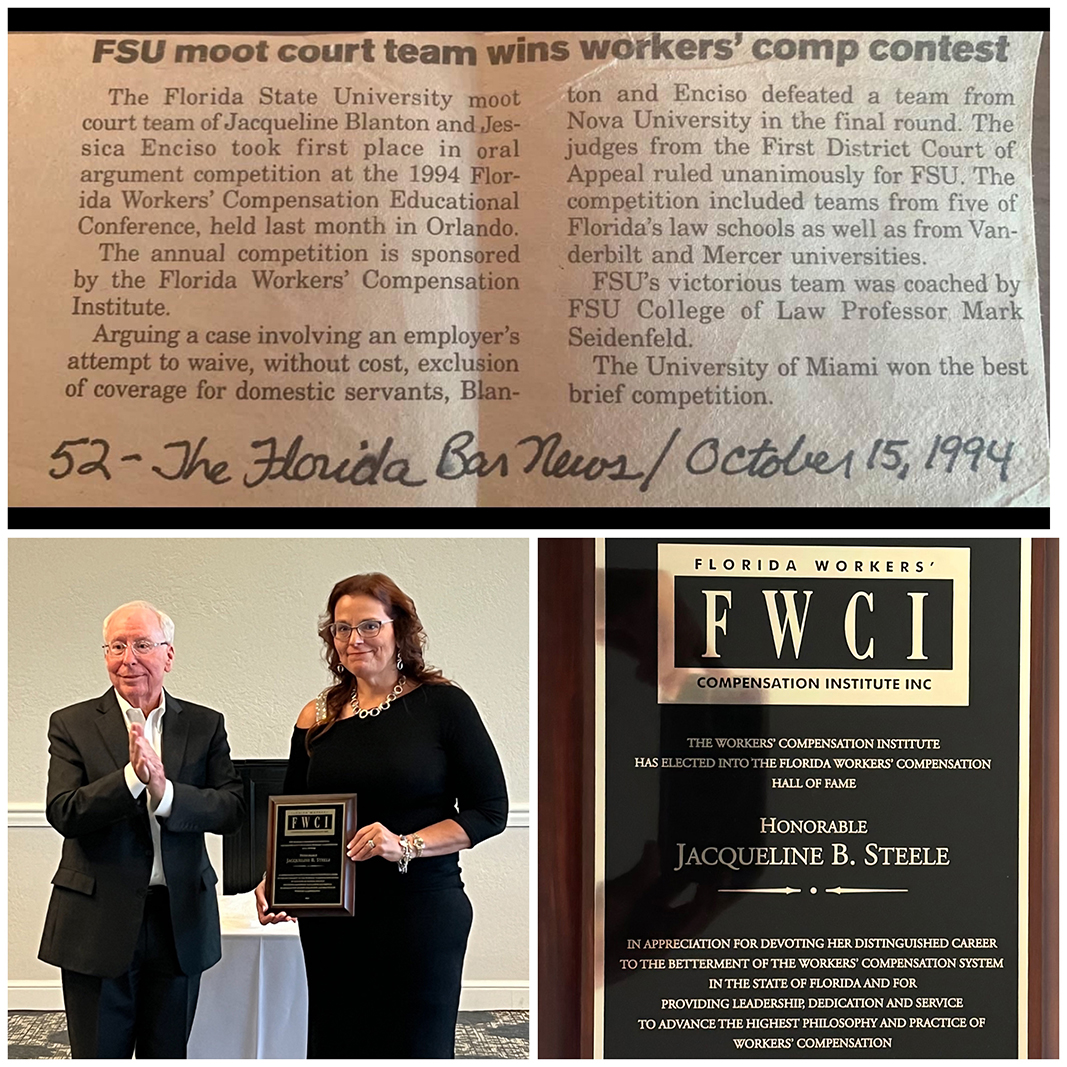 FSU moot court team wins workers' comp contest
The Florida State University moot
court team of Jacqueline Blanton and Jes-
sica Enciso took first place in oral
argument competition at the 1994 Flor-
ida Workers' Compensation Educational
Conference, held last month in Orlando.
The annual competition is sponsored
by the Florida Workers' Compensation
Institute.
Arguing a case involving an employer's
attempt to waive, without cost, exclusion
of coverage for domestic servants, Blan-
ton and Enciso defeated a team from
Nova University in the final round. The
judges from the First District Court of
Appeal ruled unanimously for FSU. The
competition included teams from five of
Florida's law schools as well as from Van-
derbilt and Mercer universities.
FSU's victorious team was coached by
FSU College of Law Professor Mark
Seidenfeld.
The University of Miami won the best
brief competition.
52 - The Florida Bar News / October 15, 1994
FWCI
JACQUELINE B. STEELE
FLORIDA WORKERS'
FWCI
COMPENSATION INSTITUTE INC
THE WORKERS' COMPENSATION INSTITUTE
HAS ELECTED INTO THE FLORIDA WORKERS' COMPENSATION
HALL OF FAME
HONORABLE
JACQUELINE B. STEELE
IN APPRECIATION FOR DEVOTING HER DISTINGUISHED CAREER
TO THE BETTERMENT OF THE WORKERS' COMPENSATION SYSTEM
IN THE STATE OF FLORIDA AND FOR
PROVIDING LEADERSHIP, DEDICATION AND SERVICE
TO ADVANCE THE HIGHEST PHILOSOPHY AND PRACTICE OF
WORKERS' COMPENSATION